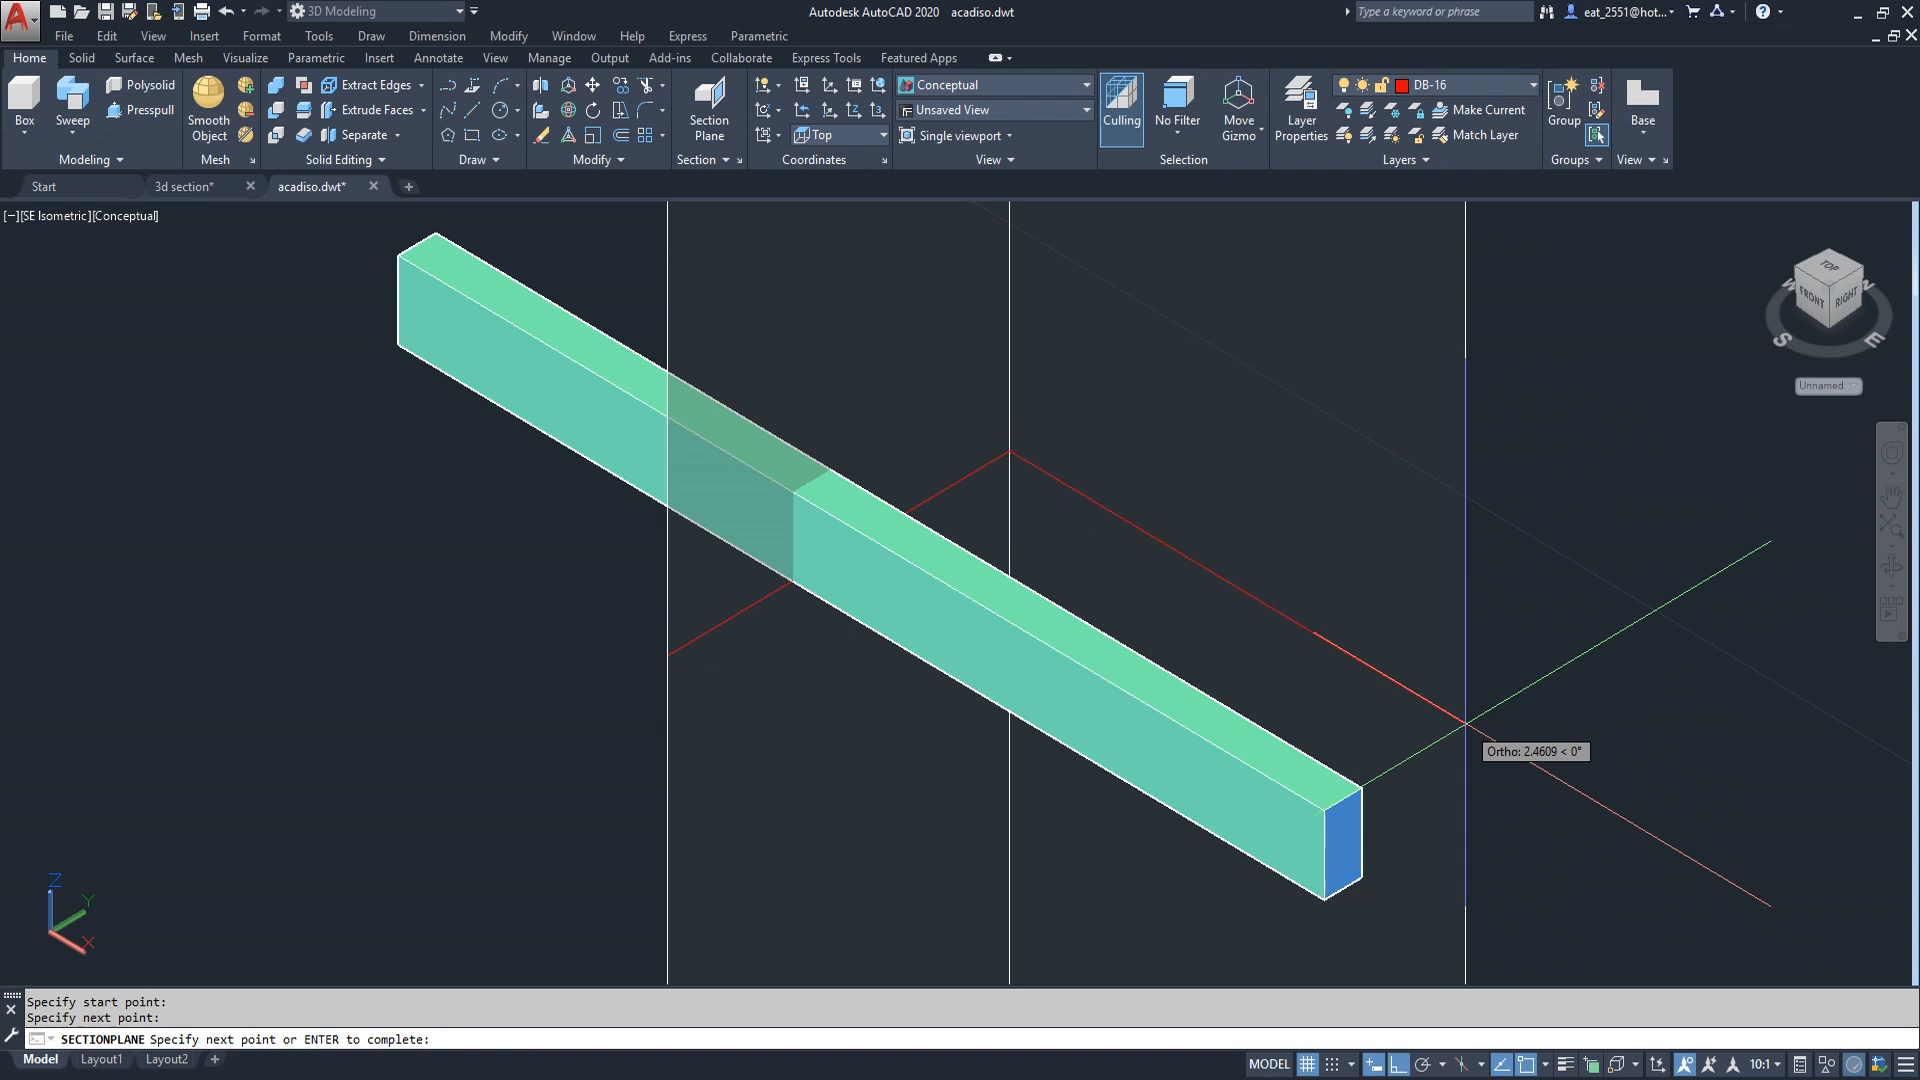 3D Modeling
Autodesk AutoCAD 2020 acadiso.dwt
Type a keyword or phrase
eat_2551@hot...
File Edit View Insert Format Tools Draw Dimension Modify Window Help Express Parametric
Home Solid Surface Mesh Visualize Parametric Insert Annotate View Manage Output Add-ins Collaborate Express Tools Featured Apps
Box
Sweep
Polysolid
Presspull
Modeling
Smooth
Object
Mesh
Extract Edges
Extrude Faces
Separate
Solid Editing
Draw
Modify
Section
Plane
Section
Top
Coordinates
Conceptual
Unsaved View
Single viewport
View
Culling
No Filter
Move
Gizmo
Selection
Layer
Properties
DB-16
Make Current
Match Layer
Layers
Group
Groups
Base
View
Start 3d section* acadiso.dwt*
[−][SE Isometric][Conceptual]
TOP
FRONT
RIGHT
W
N
S
E
Unnamed
Ortho: 2.4609 < 0°
Z
Y
X
Specify start point:
Specify next point:
SECTIONPLANE Specify next point or ENTER to complete:
Model Layout1 Layout2 +
MODEL
10:1